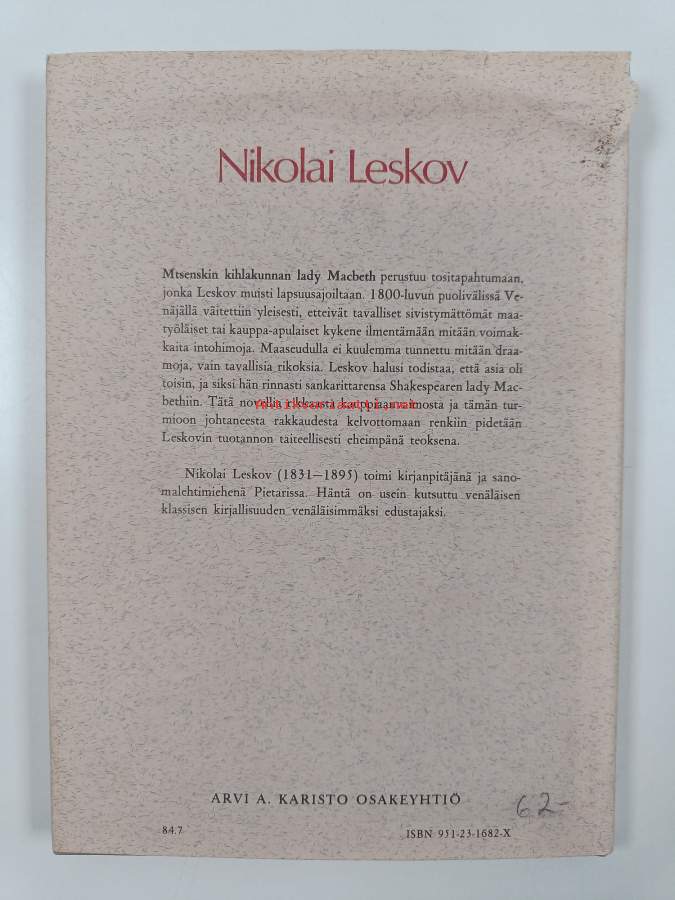 Nikolai Leskov
Mtsenskin kihlakunnan lady Macbeth perustuu tositapahtumaan,
jonka Leskov muisti lapsuusajoiltaan. 1800-luvun puolivälissä Ve-
näjällä väitettiin yleisesti, etteivät tavalliset sivistymättömät maa-
työläiset tai kauppa-apulaiset kykene ilmentämään mitään voimak-
kaita intohimoja. Maaseudulla ei kuulemma tunnettu mitään draa-
moja, vain tavallisia rikoksia. Leskov halusi todistaa, että asia oli
toisin, ja siksi hän rinnasti sankarittarensa Shakespearen lady Mac-
bethiin. Tätä novellia rikkaasta kauppiaanvaimosta ja tämän tur-
mioon johtaneesta rakkaudesta kelvottomaan renkiin pidetään
Leskovin tuotannon taiteellisesti eheimpänä teoksena.
Nikolai Leskov (1831—1895) toimi kirjanpitäjänä ja sano-
malehtimiehenä Pietarissa. Häntä on usein kutsuttu venäläisen
klassisen kirjallisuuden venäläisimmäksi edustajaksi.
ARVI A. KARISTO OSAKEYHTIÖ
62-
84.7
ISBN 951-23-1682-X